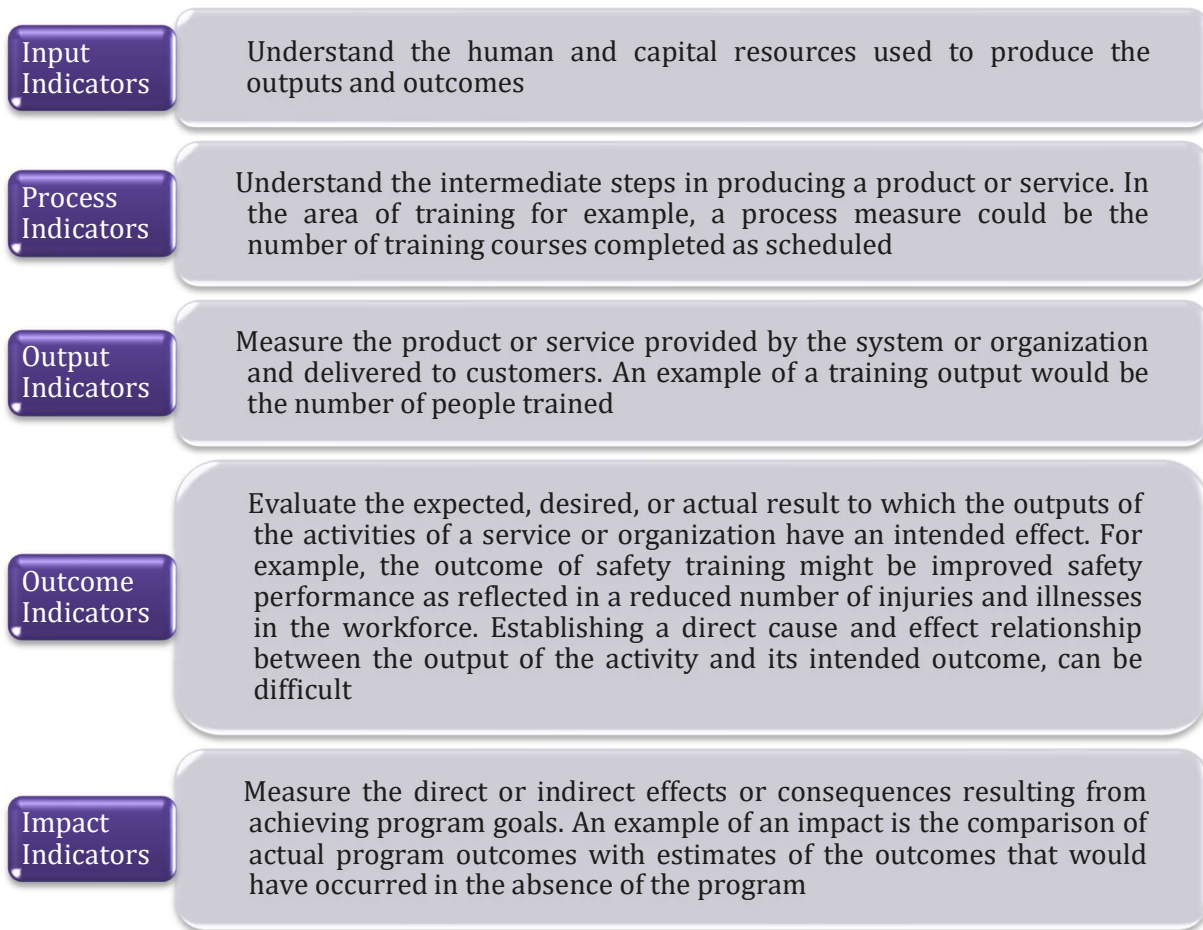 Input
Indicators
Understand the human and capital resources used to produce the
outputs and outcomes
Process
Indicators
Understand the intermediate steps in producing a product or service. In
the area of training for example, a process measure could be the
number of training courses completed as scheduled
Output
Indicators
Measure the product or service provided by the system or organization
and delivered to customers. An example of a training output would be
the number of people trained
Outcome
Indicators
Evaluate the expected, desired, or actual result to which the outputs of
the activities of a service or organization have an intended effect. For
example, the outcome of safety training might be improved safety
performance as reflected in a reduced number of injuries and illnesses
in the workforce. Establishing a direct cause and effect relationship
between the output of the activity and its intended outcome, can be
difficult
Impact
Indicators
Measure the direct or indirect effects or consequences resulting from
achieving program goals. An example of an impact is the comparison of
actual program outcomes with estimates of the outcomes that would
have occurred in the absence of the program